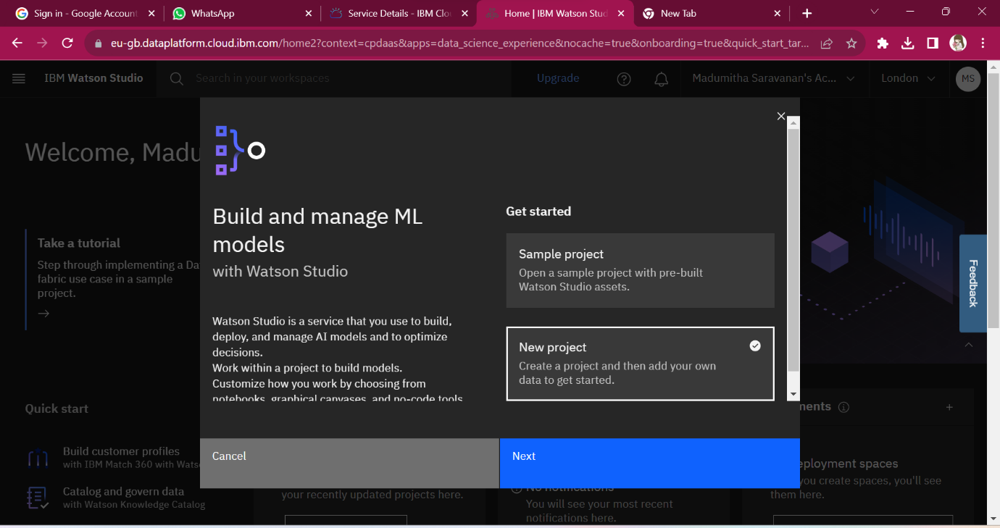 Sign in - Google Account
WhatsApp
Service Details - IBM Clo
Home | IBM Watson Stud
New Tab
eu-gb.dataplatform.cloud.ibm.com/home2?context=cpdaas&apps=data_science_experience&nocache=true&onboarding=true&quick_start_tar...
IBM Watson Studio
Search in your workspaces
Upgrade
Madumitha Saravanan's Ac...
London
MS
Welcome, Madu
Take a tutorial
Step through implementing a Da
fabric use case in a sample
project.
Quick start
Build customer profiles
with IBM Match 360 with Wats
Catalog and govern data
with Watson Knowledge Catalog
Build and manage ML
models
with Watson Studio
Watson Studio is a service that you use to build,
deploy, and manage AI models and to optimize
decisions.
Work within a project to build models.
Customize how you work by choosing from
notebooks, graphical canvases, and no-code tools
Get started
Sample project
Open a sample project with pre-built
Watson Studio assets.
New project
Create a project and then add your own
data to get started.
Cancel
Next
Feedback
your recently updated projects here.
No notifications
You will see your most recent
notifications here.
ments
eployment spaces
you create spaces, you'll see
them here.